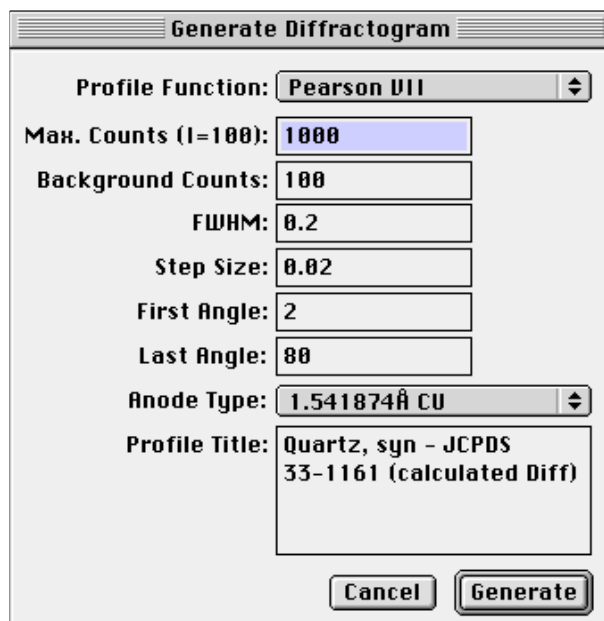 Generate Diffractogram
Profile Function: Pearson VII
Max. Counts (I=100): 1000
Background Counts: 100
FWHM: 0.2
Step Size: 0.02
First Angle: 2
Last Angle: 80
Anode Type: 1.541874Å CU
Profile Title: Quartz, syn - JCPDS
33-1161 (calculated Diff)
Cancel Generate